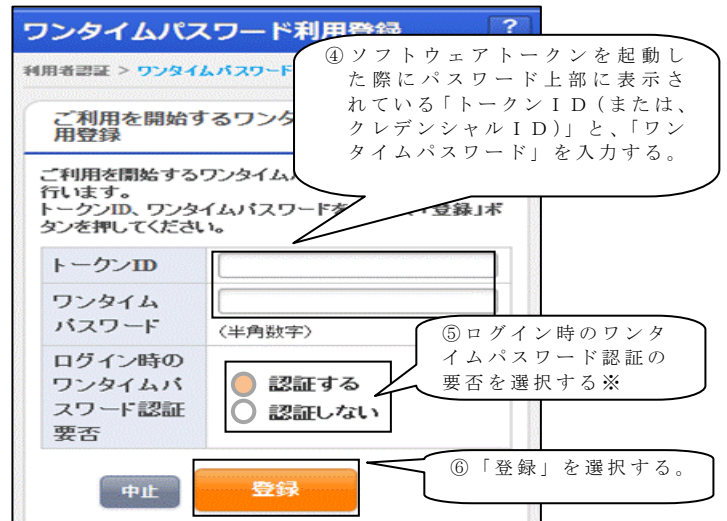 ワンタイムパスワード利用登録
?
利用者認証 > ワンタイムパスワード
④ソフトウェアトークンを起動し
た際にパスワード上部に表示さ
れている「トークンＩＤ（または、
クレデンシャルＩＤ）」と、「ワン
タイムパスワード」を入力する。
ご利用を開始するワンタ
用登録
ご利用を開始するワンタイム
行います。
トークンID、ワンタイムパスワードを
登録」ボ
タンを押してください。
トークンID
ワンタイム
パスワード
（半角数字）
⑤ログイン時のワンタ
イムパスワード認証の
要否を選択する※
ログイン時の
ワンタイムパ
スワード認証
要否
認証する
認証しない
⑥「登録」を選択する。
中止
登録